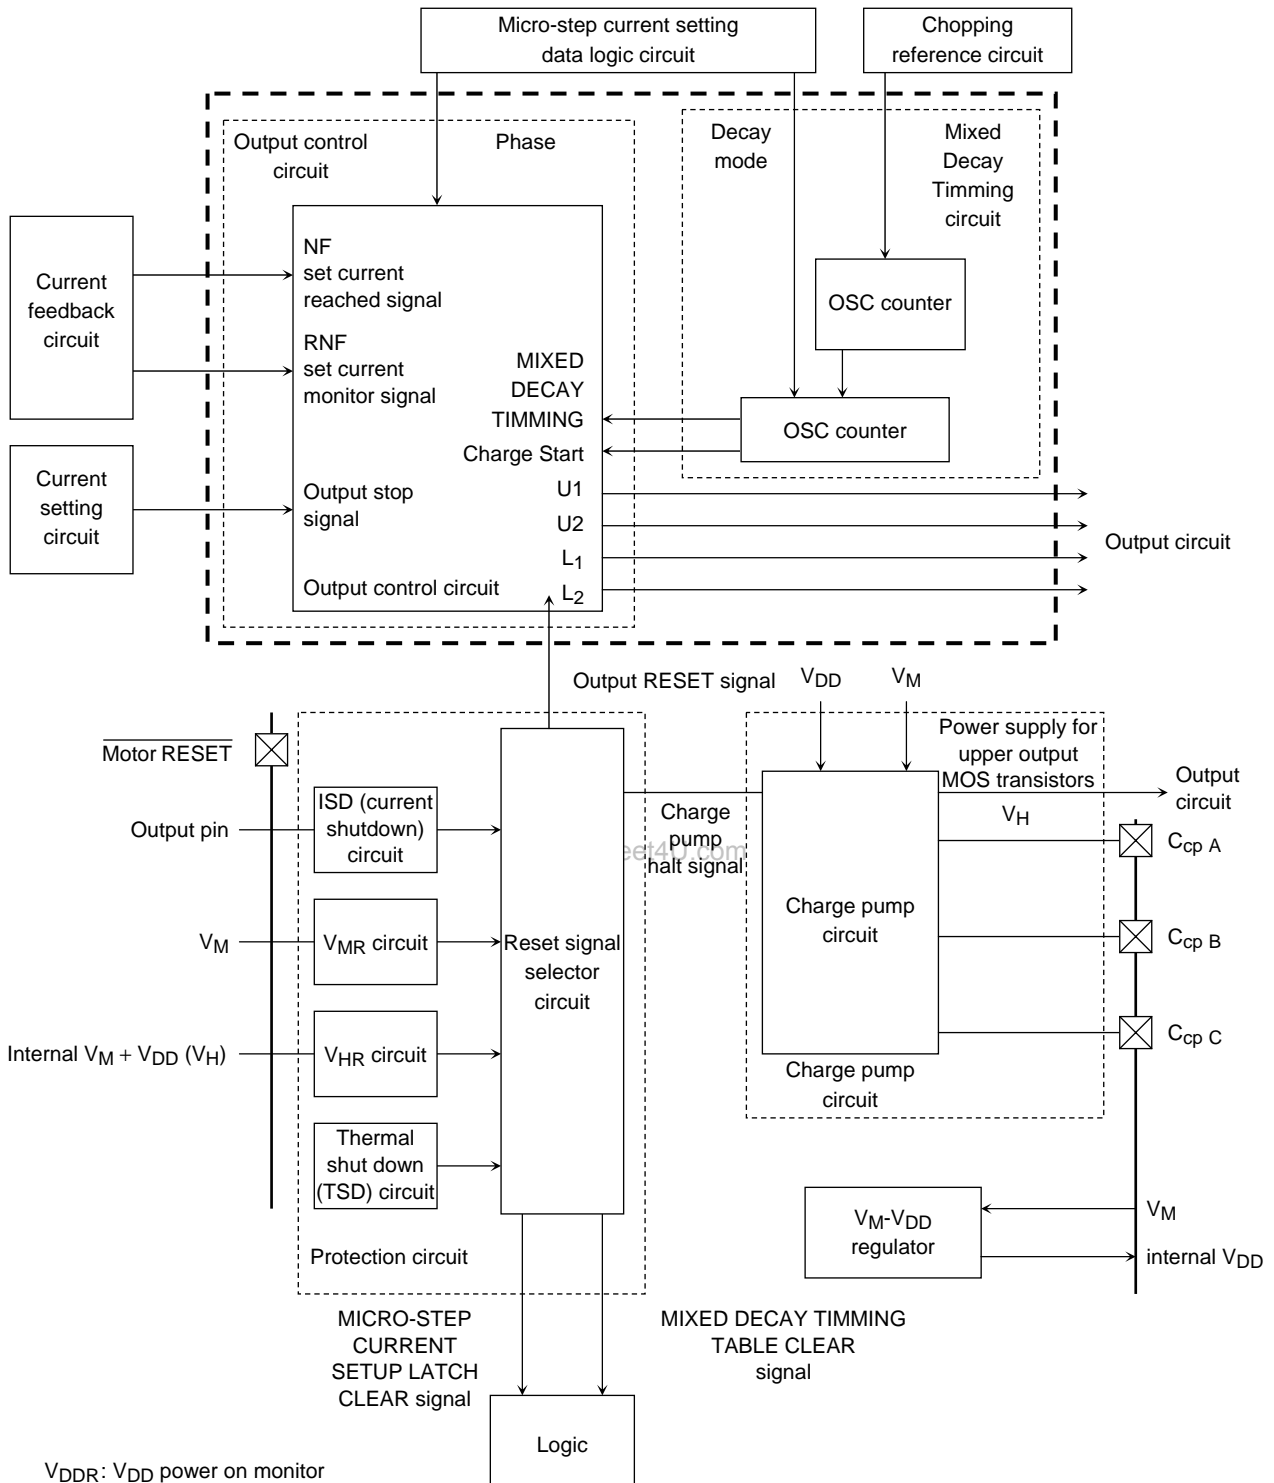 Micro-step current setting
data logic circuit
Chopping
reference circuit
Output control
circuit
Phase
Decay
mode
Mixed
Decay
Timming
circuit
Current
feedback
circuit
NF
set current
reached signal
RNF
set current
monitor signal
MIXED
DECAY
TIMMING
Charge Start
OSC counter
OSC counter
Current
setting
circuit
Output stop
signal
U1
U2
L1
L2
Output circuit
Output control circuit
Output RESET signal
VDD
VM
Motor RESET
Power supply for
upper output
MOS transistors
Output
circuit
VH
ISD (current
shutdown)
circuit
Output pin
Charge
pump
halt signal
eet4U.com
Ccp A
VM
VMR circuit
Reset signal
selector
circuit
Charge pump
circuit
Ccp B
Internal VM + VDD (VH)
VHR circuit
Ccp C
Charge pump
circuit
Thermal
shut down
(TSD) circuit
Protection circuit
VM-VDD
regulator
VM
internal VDD
MICRO-STEP
CURRENT
SETUP LATCH
CLEAR signal
MIXED DECAY TIMMING
TABLE CLEAR
signal
Logic
VDDR: VDD power on monitor